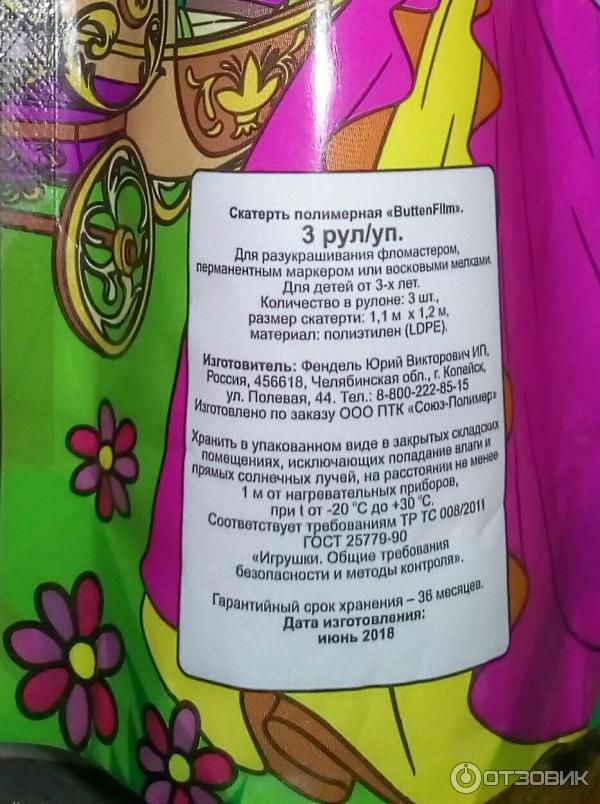 Скатерть полимерная «ButtenFilm».
3 рул/уп.
Для разукрашивания фломастером,
перманентным маркером или восковыми мелками.
Для детей от 3-х лет.
Количество в рулоне: 3 шт.,
размер скатерти: 1,1 м х 1,2 м,
материал: полиэтилен (LDPE).
Изготовитель: Фендель Юрий Викторович ИП,
Россия, 456618, Челябинская обл., г. Копейск,
ул. Полевая, 44. Тел.: 8-800-222-85-15
Изготовлено по заказу ООО ПТК «Союз-Полимер»
Хранить в упакованном виде в закрытых складских
помещениях, исключающих попадание влаги и
прямых солнечных лучей, на расстоянии не менее
1 м от нагревательных приборов,
при t от -20 °С до +30 °С.
Соответствует требованиям ТР ТС 008/2011
ГОСТ 25779-90
«Игрушки. Общие требования
безопасности и методы контроля».
Гарантийный срок хранения – 36 месяцев.
Дата изготовления:
июнь 2018
ОТЗОВИК